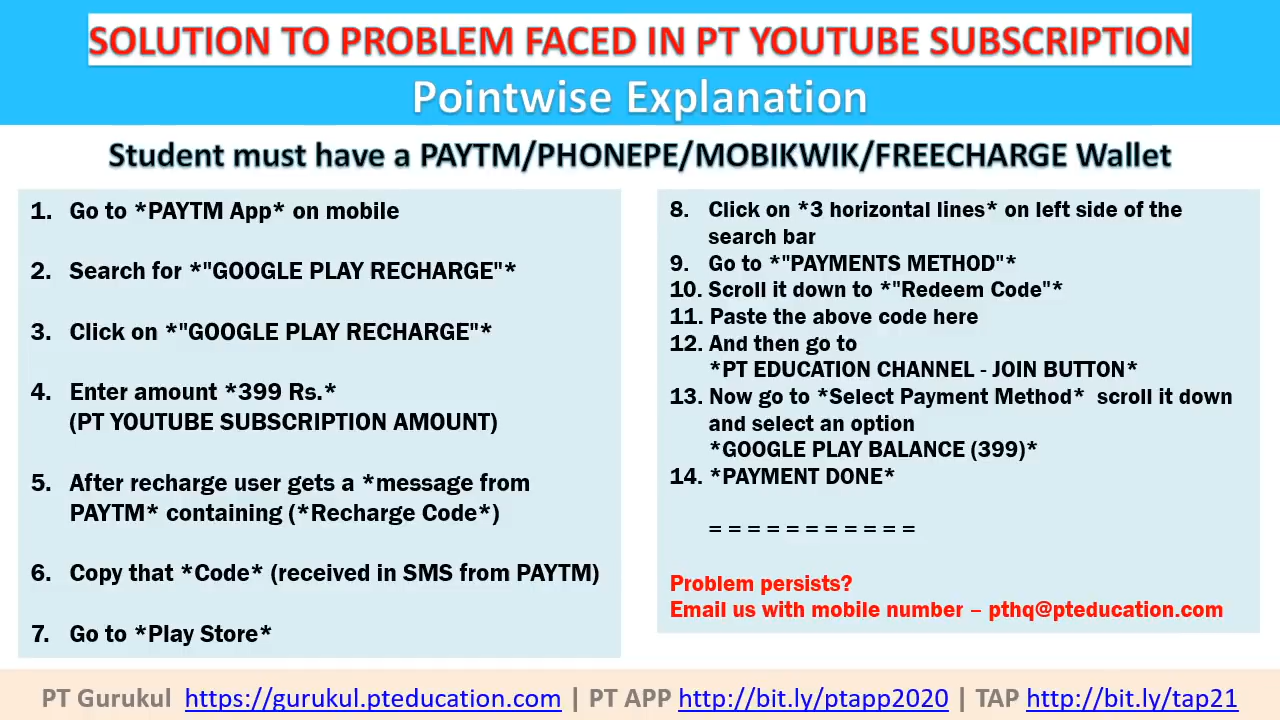 SOLUTION TO PROBLEM FACED IN PT YOUTUBE SUBSCRIPTION
Pointwise Explanation
Student must have a PAYTM/PHONEPE/MOBIKWIK/FREECHARGE Wallet
1. Go to *PAYTM App* on mobile
2. Search for *"GOOGLE PLAY RECHARGE"*
3. Click on *"GOOGLE PLAY RECHARGE"*
4. Enter amount *399 Rs.*
(PT YOUTUBE SUBSCRIPTION AMOUNT)
5. After recharge user gets a *message from
PAYTM* containing (*Recharge Code*)
6. Copy that *Code* (received in SMS from PAYTM)
7. Go to *Play Store*
8. Click on *3 horizontal lines* on left side of the
search bar
9. Go to *"PAYMENTS METHOD"*
10. Scroll it down to *"Redeem Code"*
11. Paste the above code here
12. And then go to
*PT EDUCATION CHANNEL - JOIN BUTTON*
13. Now go to *Select Payment Method* scroll it down
and select an option
*GOOGLE PLAY BALANCE (399)*
14. *PAYMENT DONE*
= = = = = = = = = = =
Problem persists?
Email us with mobile number – pthq@pteducation.com
PT Gurukul https://gurukul.pteducation.com | PT APP http://bit.ly/ptapp2020 | TAP http://bit.ly/tap21